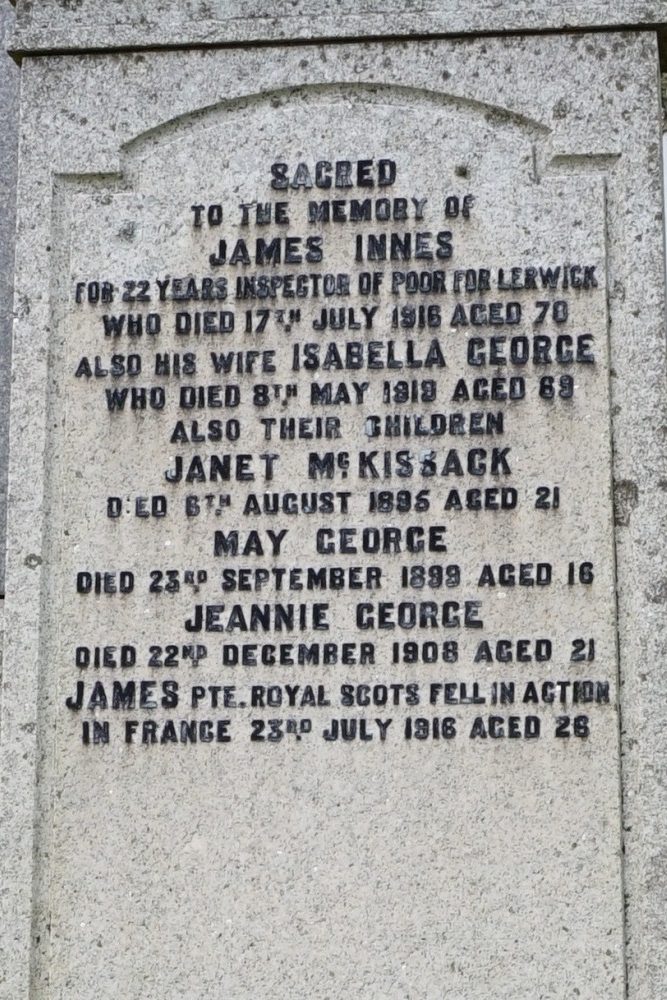 SACRED
TO THE MEMORY OF
JAMES INNES
FOR 22 YEARS INSPECTOR OF POOR FOR LERWICK
WHO DIED 17TH JULY 1916 AGED 70
ALSO HIS WIFE ISABELLA GEORGE
WHO DIED 8TH MAY 1919 AGED 69
ALSO THEIR CHILDREN
JANET McKISSACK
DIED 6TH AUGUST 1895 AGED 21
MAY GEORGE
DIED 23RD SEPTEMBER 1899 AGED 16
JEANNIE GEORGE
DIED 22ND DECEMBER 1908 AGED 21
JAMES PTE. ROYAL SCOTS FELL IN ACTION
IN FRANCE 23RD JULY 1916 AGED 26